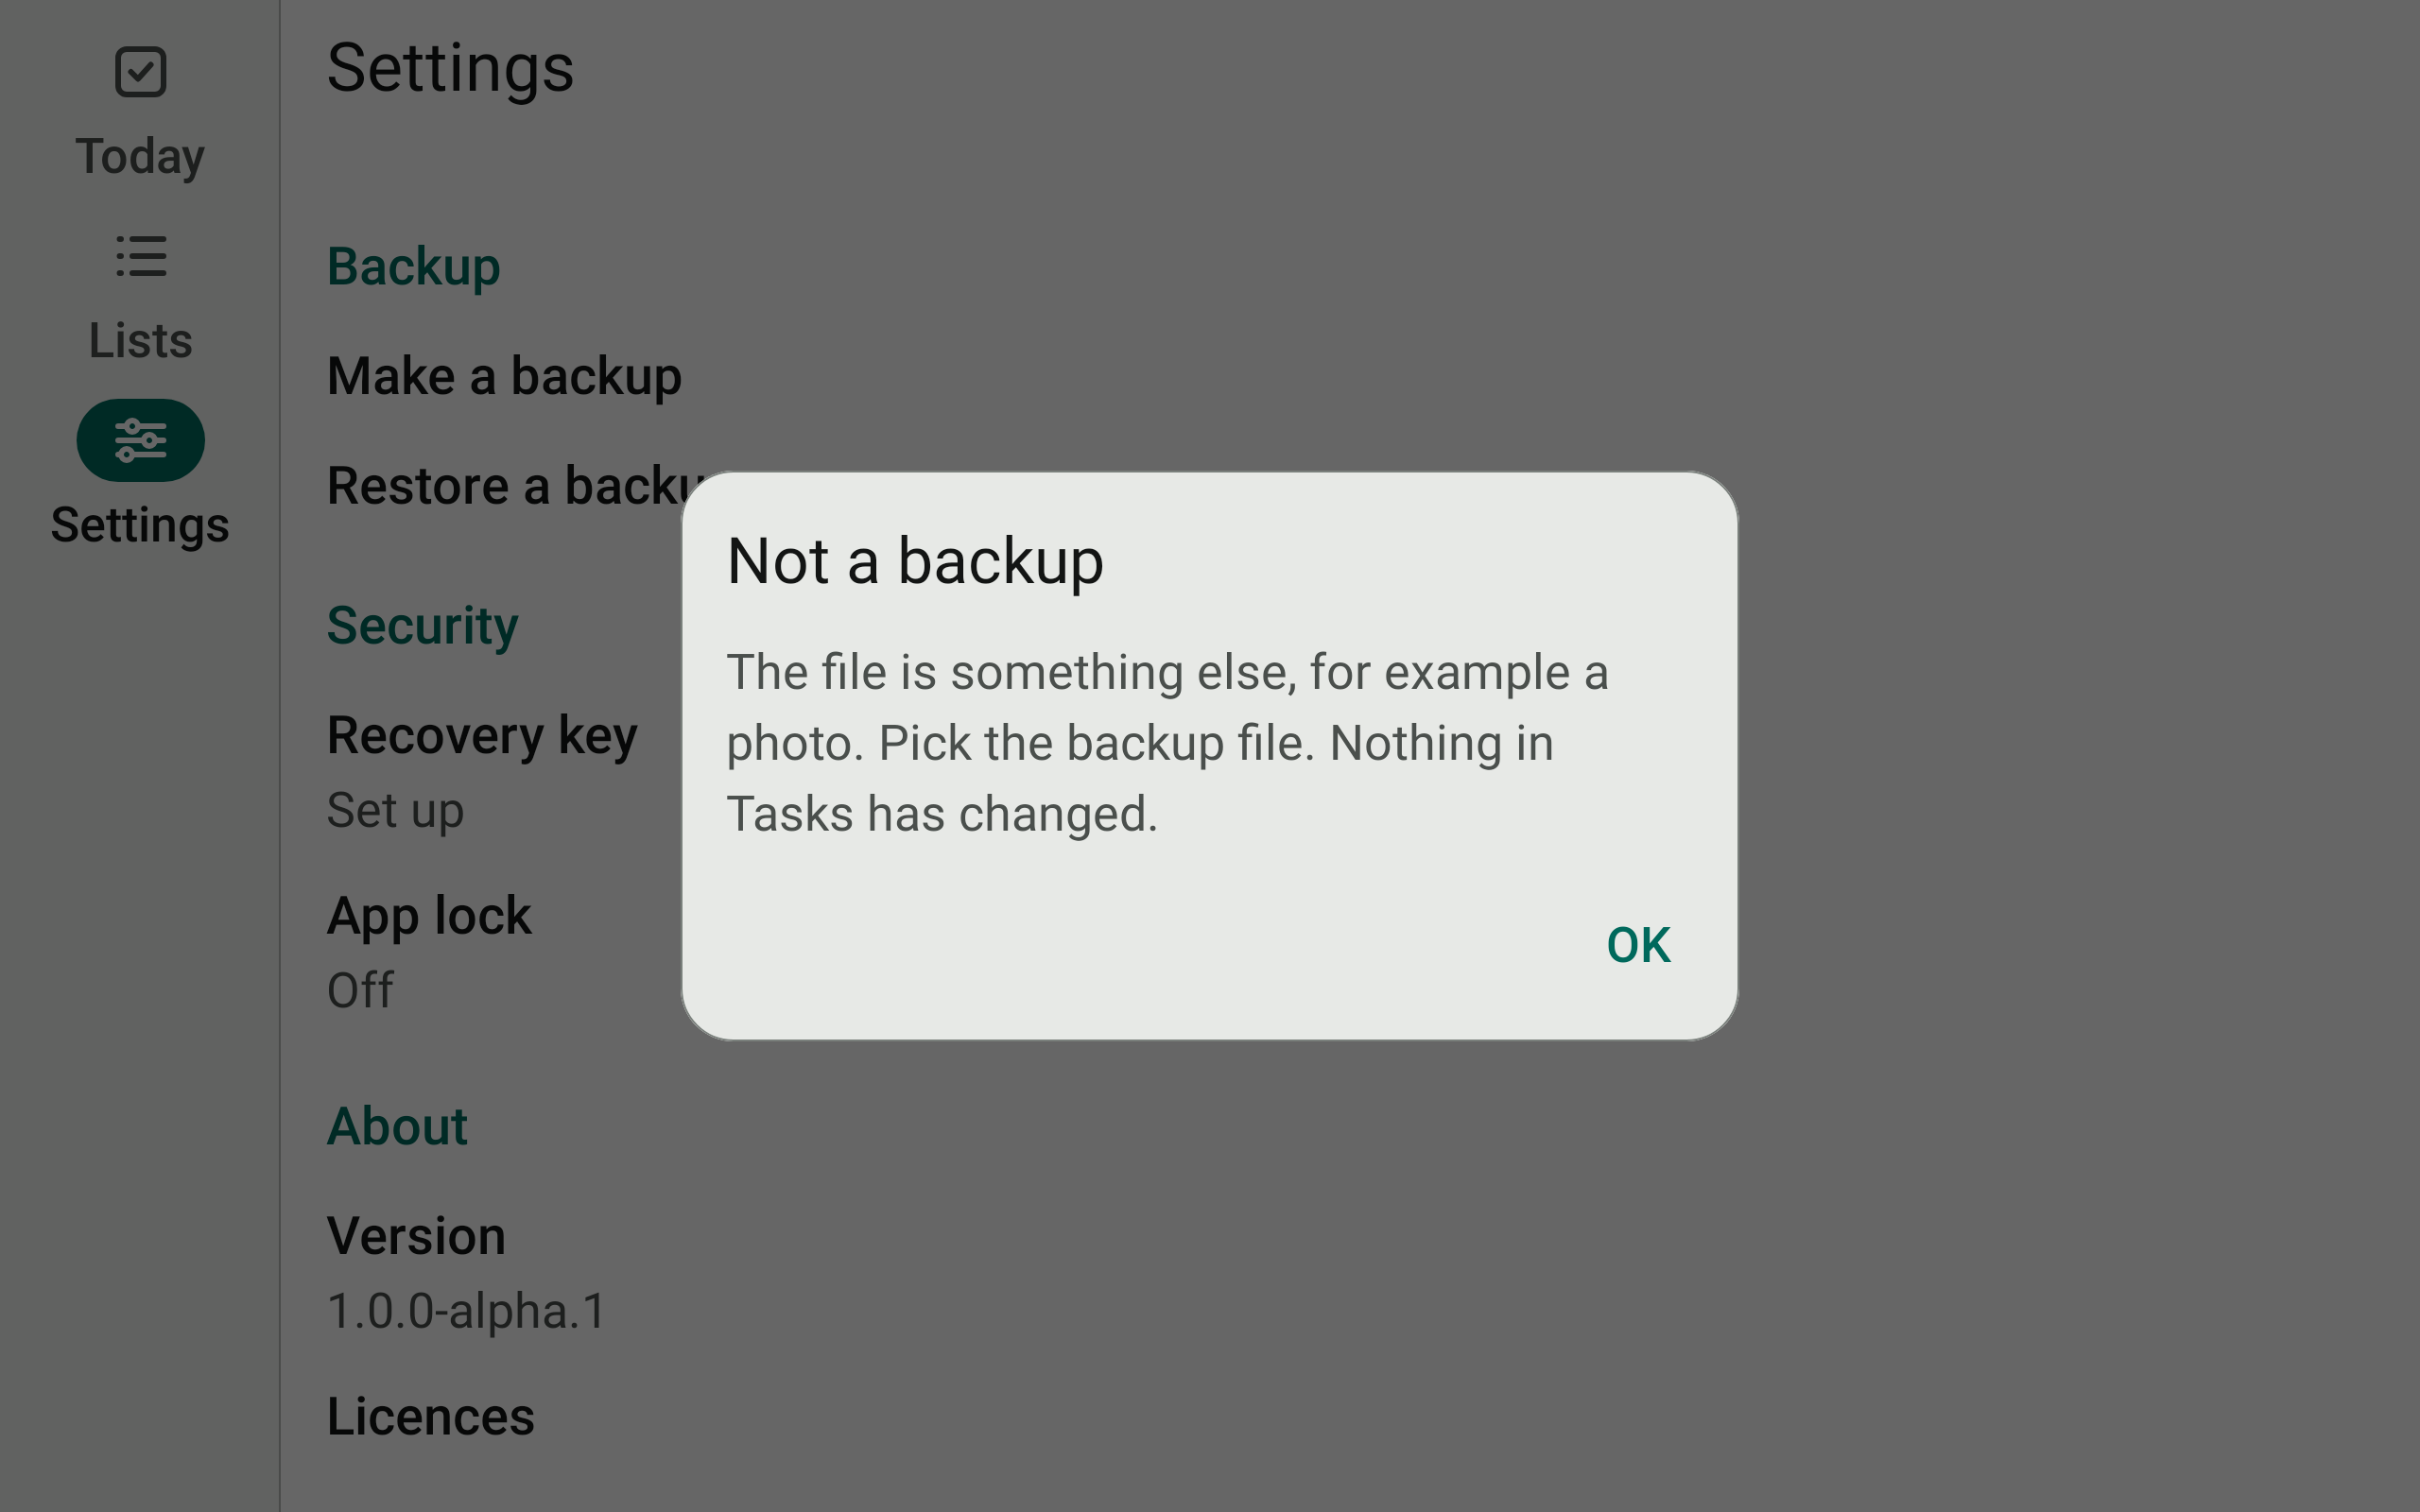 Settings
Today
Lists
Settings
Backup
Make a backup
Restore a backu
Security
Recovery key
Set up
App lock
Off
About
Version
1.0.0-alpha.1
Licences
Not a backup
The file is something else, for example a
photo. Pick the backup file. Nothing in
Tasks has changed.
OK